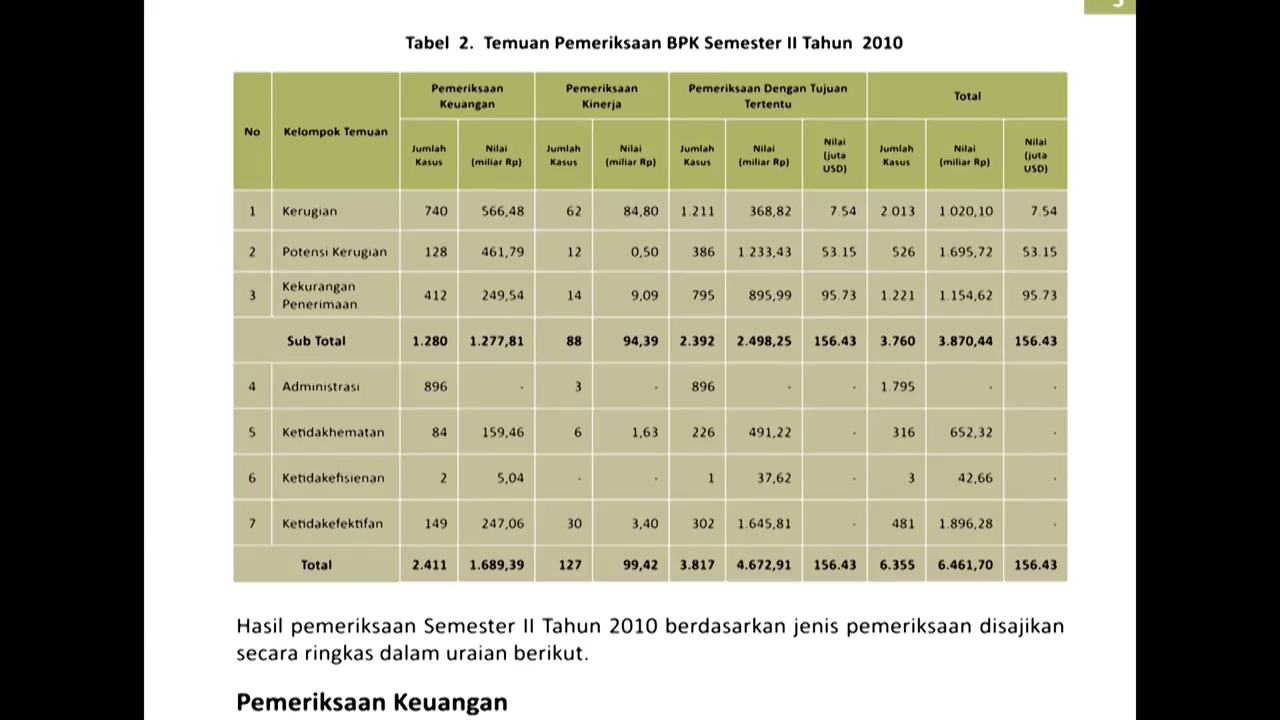 Tabel 2. Temuan Pemeriksaan BPK Semester II Tahun 2010
No Kelompok Temuan Pemeriksaan Keuangan Pemeriksaan Kinerja Pemeriksaan Dengan Tujuan Tertentu Total
Jumlah Kasus Nilai (miliar Rp) Jumlah Kasus Nilai (miliar Rp) Jumlah Kasus Nilai (miliar Rp) Nilai (juta USD) Jumlah Kasus Nilai (miliar Rp) Nilai (juta USD)
1 Kerugian 740 566,48 62 84,80 1.211 368,82 7.54 2.013 1.020,10 7.54
2 Potensi Kerugian 128 461,79 12 0,50 386 1.233,43 53.15 526 1.695,72 53.15
3 Kekurangan Penerimaan 412 249,54 14 9,09 795 895,99 95.73 1.221 1.154,62 95.73
Sub Total 1.280 1.277,81 88 94,39 2.392 2.498,25 156.43 3.760 3.870,44 156.43
4 Administrasi 896 - 3 - 896 - - 1.795 - -
5 Ketidakhematan 84 159,46 6 1,63 226 491,22 - 316 652,32 -
6 Ketidakefisienan 2 5,04 - - 1 37,62 - 3 42,66 -
7 Ketidakefektifan 149 247,06 30 3,40 302 1.645,81 - 481 1.896,28 -
Total 2.411 1.689,39 127 99,42 3.817 4.672,91 156.43 6.355 6.461,70 156.43
Hasil pemeriksaan Semester II Tahun 2010 berdasarkan jenis pemeriksaan disajikan
secara ringkas dalam uraian berikut.
Pemeriksaan Keuangan